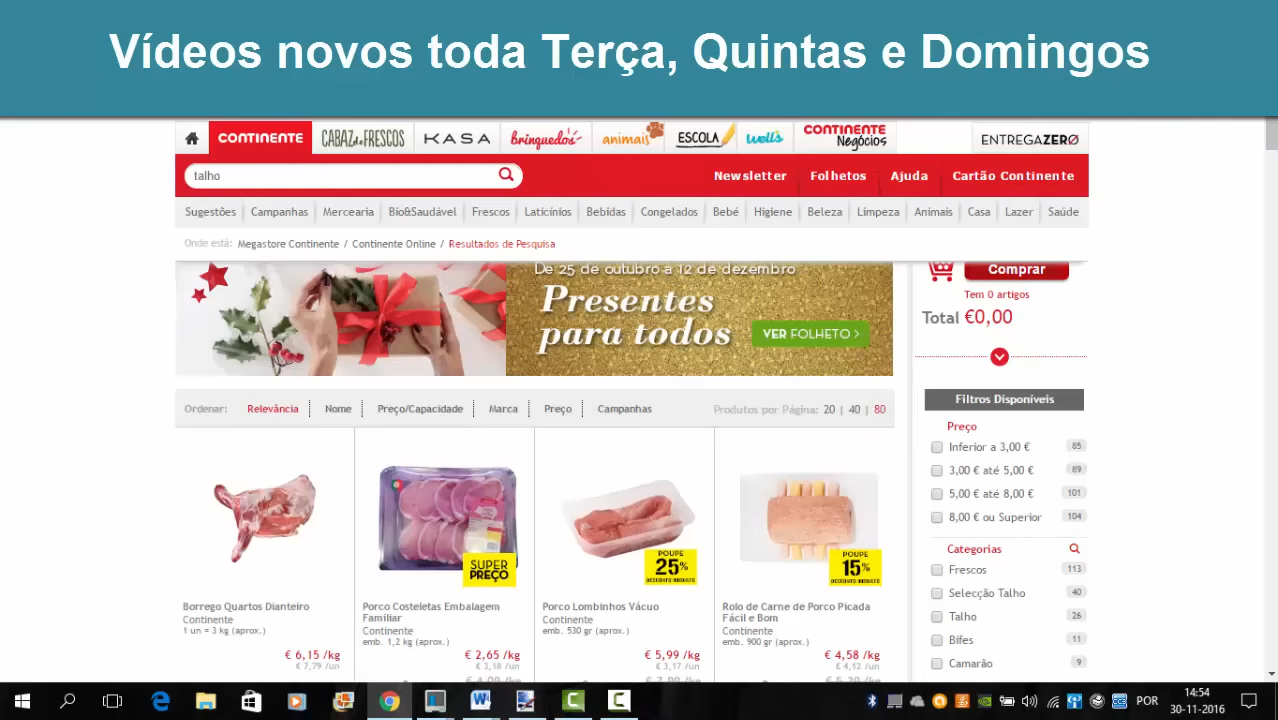 Vídeos novos toda Terça, Quintas e Domingos
CONTINENTE
CABAZ de FRESCOS
KASA
brinquedos
animais
ESCOLA
well's
CONTINENTE
Negócios
ENTREGAZERO
talho
Newsletter
Folhetos
Ajuda
Cartão Continente
Sugestões Campanhas Mercearia Bio&Saudável Frescos Laticínios Bebidas Congelados Bebé Higiene Beleza Limpeza Animais Casa Lazer Saúde
Onde está: Megastore Continente / Continente Online / Resultados de Pesquisa
De 25 de outubro a 12 de dezembro
Presentes
para todos
VER FOLHETO >
Comprar
Tem 0 artigos
Total €0,00
Ordenar: Relevância Nome Preço/Capacidade Marca Preço Campanhas Produtos por Página: 20 | 40 | 80
Filtros Disponíveis
Preço
Inferior a 3,00 € 85
3,00 € até 5,00 € 89
5,00 € até 8,00 € 101
8,00 € ou Superior 104
Categorias
Frescos 113
Selecção Talho 40
Talho 26
Bifes 11
Camarão 9
SUPER
PREÇO
POUPE
25%
DESCONTO IMEDIATO
POUPE
15%
DESCONTO IMEDIATO
Borrego Quartos Dianteiro
Continente
1 un = 3 kg (aprox.)
€ 6,15 /kg
€ 7,79 /un
Porco Costeletas Embalagem
Familiar
Continente
emb. 1,2 kg (aprox.)
€ 2,65 /kg
€ 3,18 /un
Porco Lombinhos Vácuo
Continente
emb. 530 gr (aprox.)
€ 5,99 /kg
€ 3,17 /un
Rolo de Carne de Porco Picada
Fácil e Bom
Continente
emb. 900 gr (aprox.)
€ 4,58 /kg
€ 4,12 /un
POR
14:54
30-11-2016